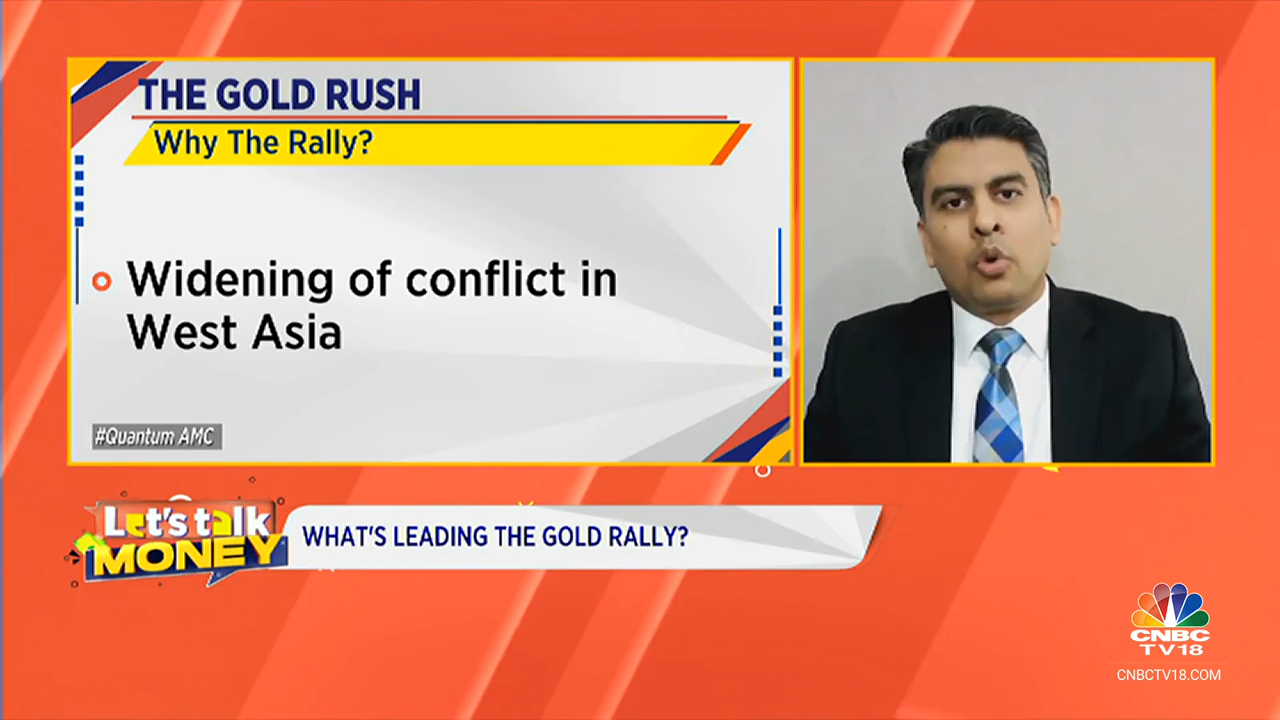 THE GOLD RUSH
Why The Rally?
Widening of conflict in
West Asia
#Quantum AMC
Let's talk
MONEY
WHAT'S LEADING THE GOLD RALLY?
CNBC
TV18
CNBCTV18.COM